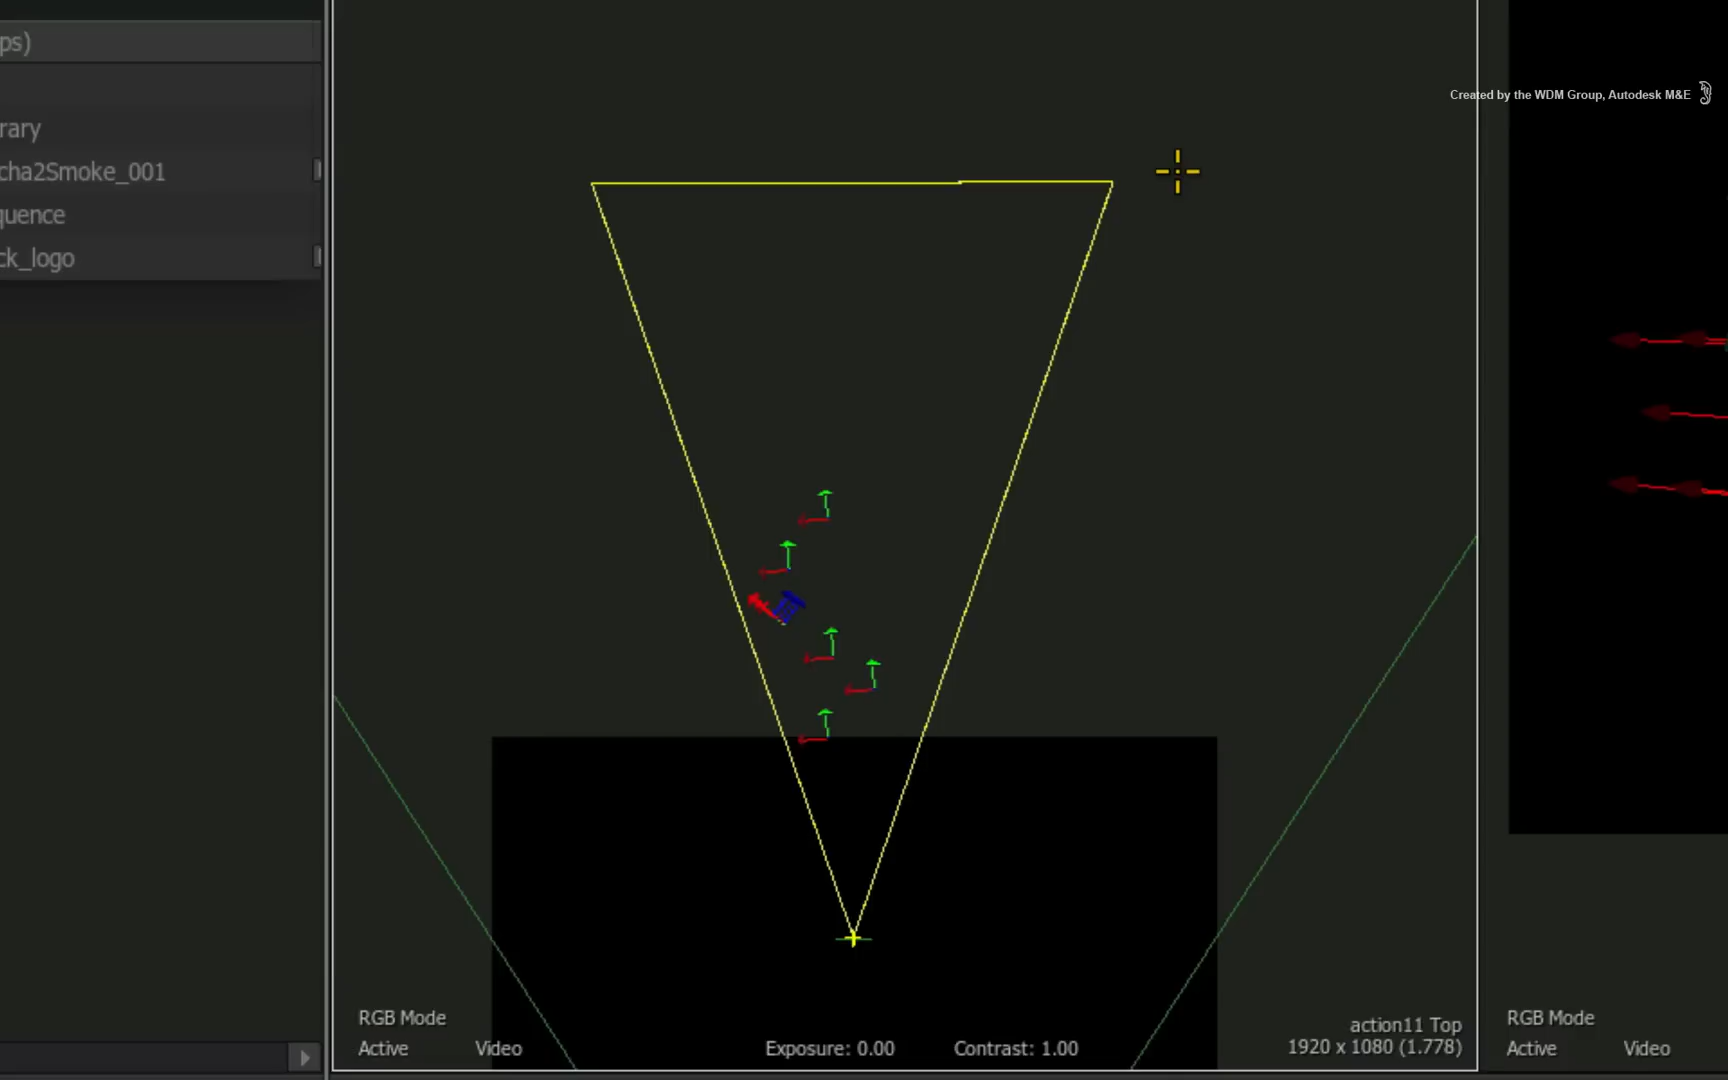 ps)
rary
cha2Smoke_001
quence
ck_logo
Created by the WDM Group, Autodesk M&E
RGB Mode
Active Video Exposure: 0.00 Contrast: 1.00
action11 Top
1920 x 1080 (1.778)
RGB Mode
Active Video